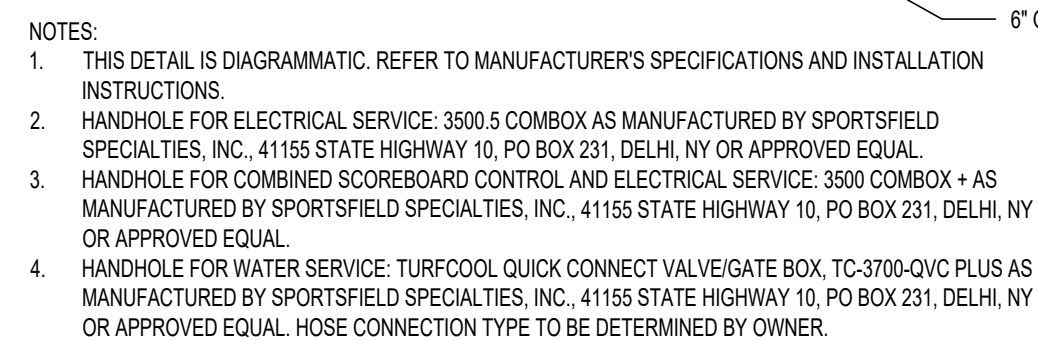 6"
NOTES:
1. THIS DETAIL IS DIAGRAMMATIC. REFER TO MANUFACTURER'S SPECIFICATIONS AND INSTALLATION
INSTRUCTIONS.
2. HANDHOLE FOR ELECTRICAL SERVICE: 3500.5 COMBOX AS MANUFACTURED BY SPORTSFIELD
SPECIALTIES, INC., 41155 STATE HIGHWAY 10, PO BOX 231, DELHI, NY OR APPROVED EQUAL.
3. HANDHOLE FOR COMBINED SCOREBOARD CONTROL AND ELECTRICAL SERVICE: 3500 COMBOX + AS
MANUFACTURED BY SPORTSFIELD SPECIALTIES, INC., 41155 STATE HIGHWAY 10, PO BOX 231, DELHI, NY
OR APPROVED EQUAL.
4. HANDHOLE FOR WATER SERVICE: TURFCOOL QUICK CONNECT VALVE/GATE BOX, TC-3700-QVC PLUS AS
MANUFACTURED BY SPORTSFIELD SPECIALTIES, INC., 41155 STATE HIGHWAY 10, PO BOX 231, DELHI, NY
OR APPROVED EQUAL. HOSE CONNECTION TYPE TO BE DETERMINED BY OWNER.